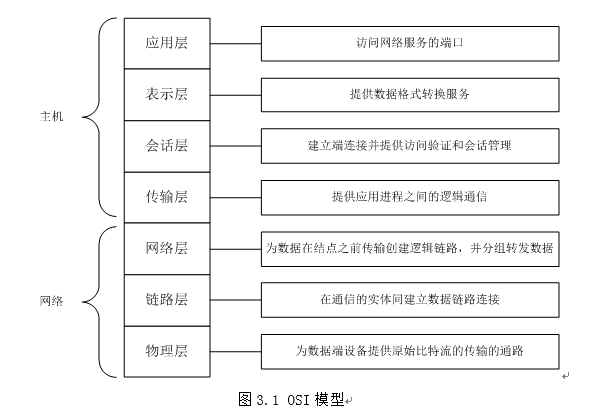 应用层 访问网络服务的端口
表示层 提供数据格式转换服务
主机
会话层 建立端连接并提供访问验证和会话管理
传输层 提供应用进程之间的逻辑通信
网络层 为数据在结点之前传输创建逻辑链路，并分组转发数据
网络
链路层 在通信的实体间建立数据链路连接
物理层 为数据端设备提供原始比特流的传输的通路
图 3.1 OSI 模型